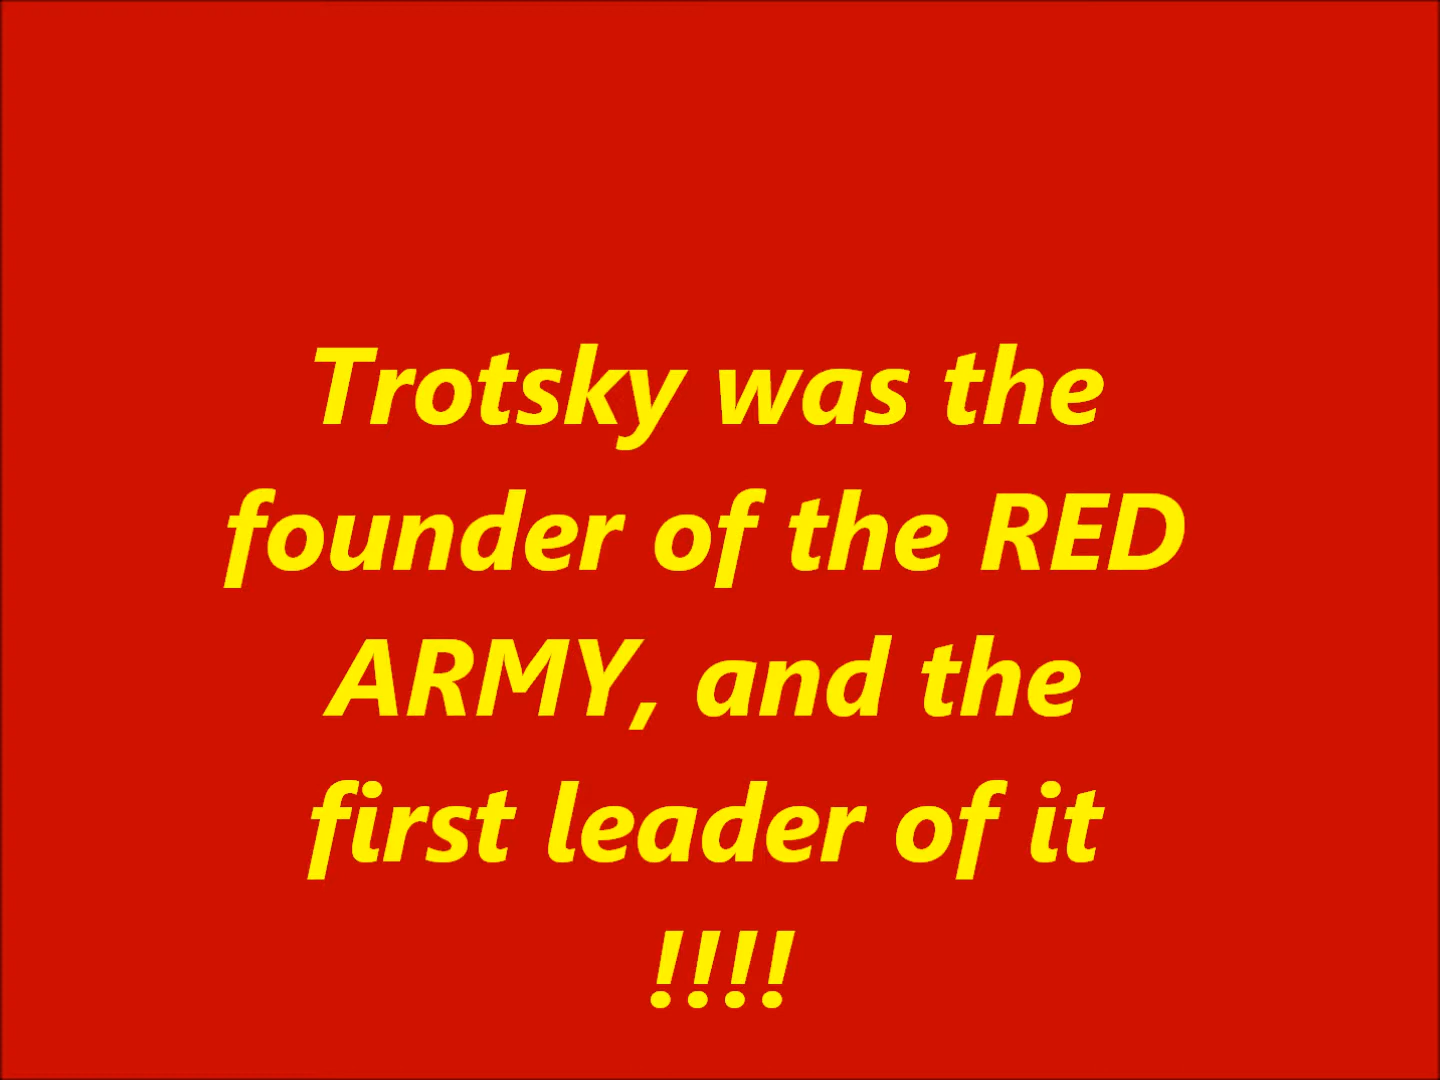 Trotsky was the
founder of the RED
ARMY, and the
first leader of it
!!!!